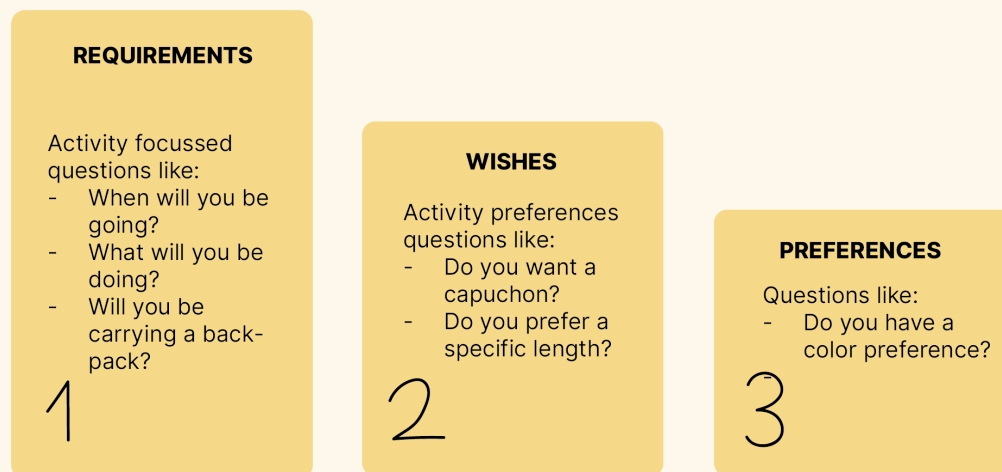 REQUIREMENTS
Activity focussed
questions like:
- When will you be
going?
- What will you be
doing?
- Will you be
carrying a back-
pack?
1
WISHES
Activity preferences
questions like:
- Do you want a
capuchon?
- Do you prefer a
specific length?
2
PREFERENCES
Questions like:
- Do you have a
color preference?
-
3